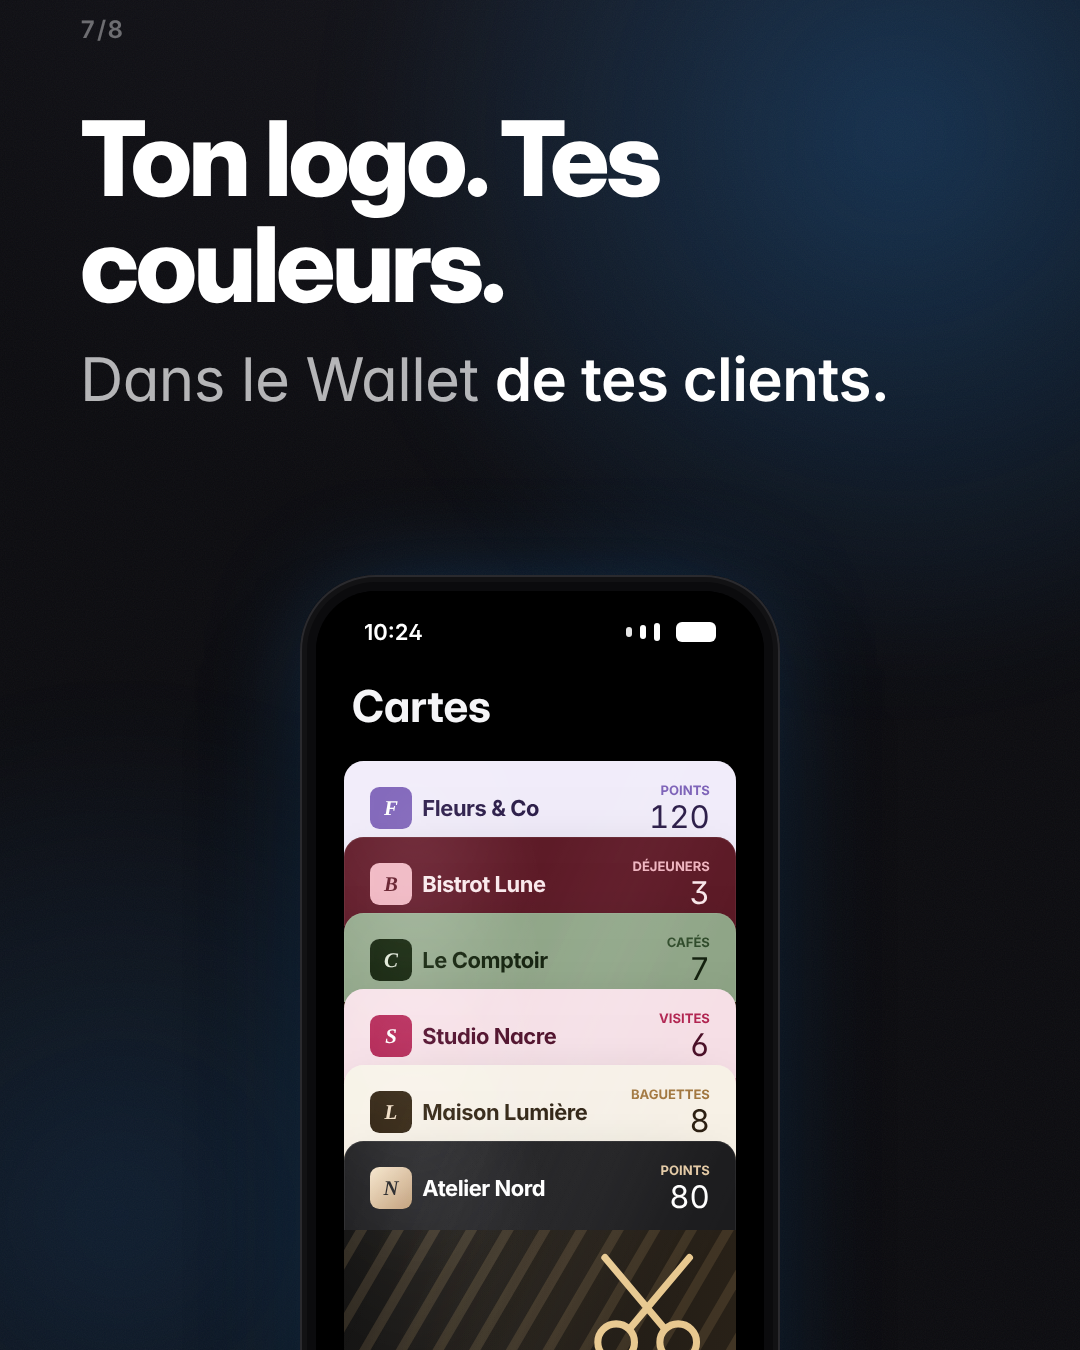 7/8
Ton logo. Tes
couleurs.
Dans le Wallet de tes clients.
10:24
Cartes
F Fleurs & Co POINTS 120
B Bistrot Lune DÉJEUNERS 3
C Le Comptoir CAFÉS 7
S Studio Nacre VISITES 6
L Maison Lumière BAGUETTES 8
N Atelier Nord POINTS 80